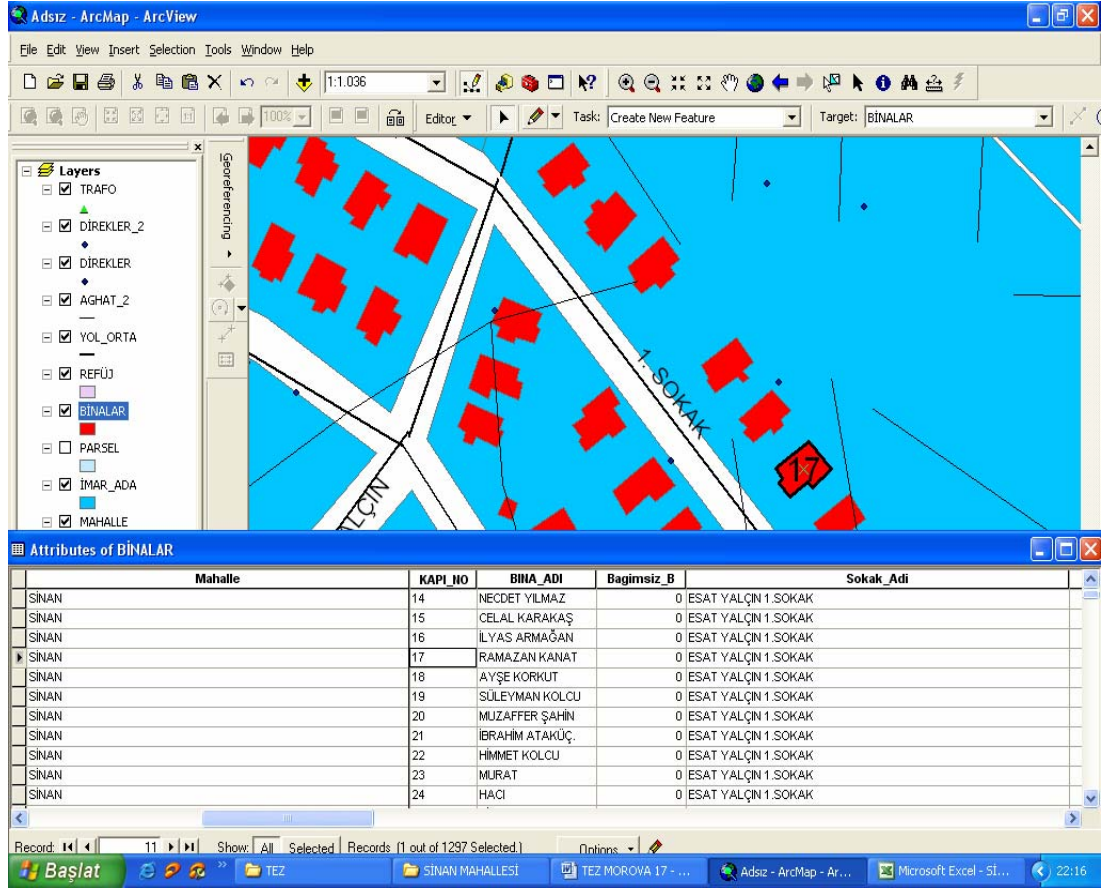 Adsız - ArcMap - ArcView
File Edit View Insert Selection Tools Window Help
1:1.036
100% Editor Task: Create New Feature Target: BİNALAR
Layers
TRAFO
DİREKLER_2
DİREKLER
AGHAT_2
YOL_ORTA
REFÜJ
BİNALAR
PARSEL
İMAR_ADA
MAHALLE
Georeferencing
1. SOKAK
17
ALÇIN
Attributes of BİNALAR
Mahalle KAPI_NO BINA_ADI Bagimsiz_B Sokak_Adi
SİNAN 14 NECDET YILMAZ 0 ESAT YALÇIN 1.SOKAK
SİNAN 15 CELAL KARAKAŞ 0 ESAT YALÇIN 1.SOKAK
SİNAN 16 İLYAS ARMAĞAN 0 ESAT YALÇIN 1.SOKAK
SİNAN 17 RAMAZAN KANAT 0 ESAT YALÇIN 1.SOKAK
SİNAN 18 AYŞE KORKUT 0 ESAT YALÇIN 1.SOKAK
SİNAN 19 SÜLEYMAN KOLCU 0 ESAT YALÇIN 1.SOKAK
SİNAN 20 MUZAFFER ŞAHİN 0 ESAT YALÇIN 1.SOKAK
SİNAN 21 İBRAHİM ATAKÜÇ. 0 ESAT YALÇIN 1.SOKAK
SİNAN 22 HİMMET KOLCU 0 ESAT YALÇIN 1.SOKAK
SİNAN 23 MURAT 0 ESAT YALÇIN 1.SOKAK
SİNAN 24 HACI 0 ESAT YALÇIN 1.SOKAK
Record: 11 Show: All Selected Records (1 out of 1297 Selected.) Options
Başlat TEZ SİNAN MAHALLESİ TEZ MOROVA 17 - ... Adsız - ArcMap - Ar... Microsoft Excel - Sİ... 22:16